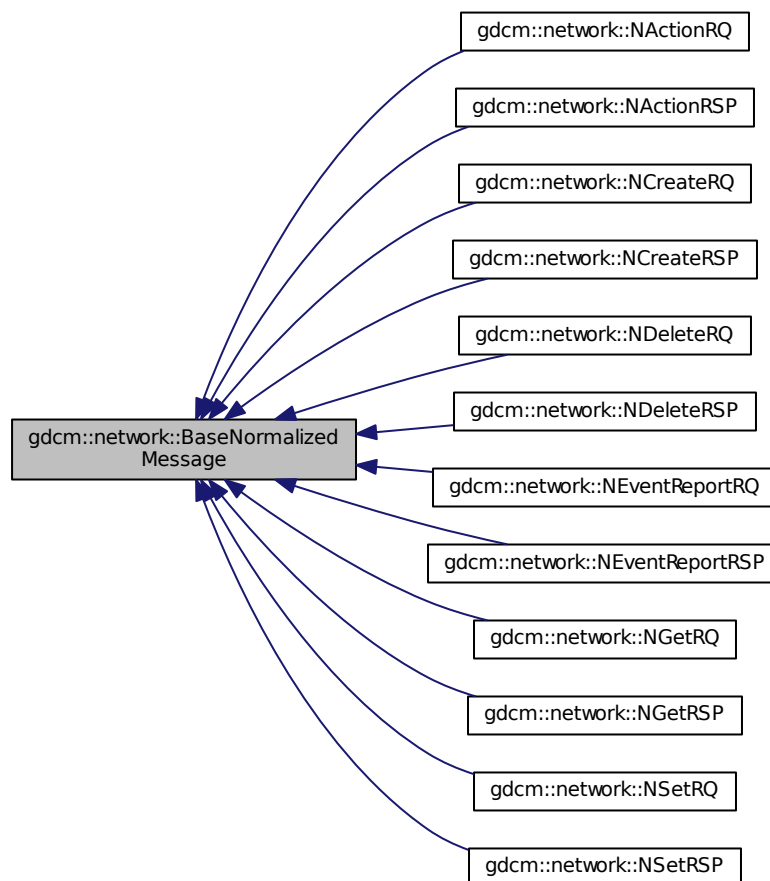 gdcm::network::NActionRQ
gdcm::network::NActionRSP
gdcm::network::NCreateRQ
gdcm::network::NCreateRSP
gdcm::network::NDeleteRQ
gdcm::network::NDeleteRSP
gdcm::network::BaseNormalized
Message
gdcm::network::NEventReportRQ
gdcm::network::NEventReportRSP
gdcm::network::NGetRQ
gdcm::network::NGetRSP
gdcm::network::NSetRQ
gdcm::network::NSetRSP